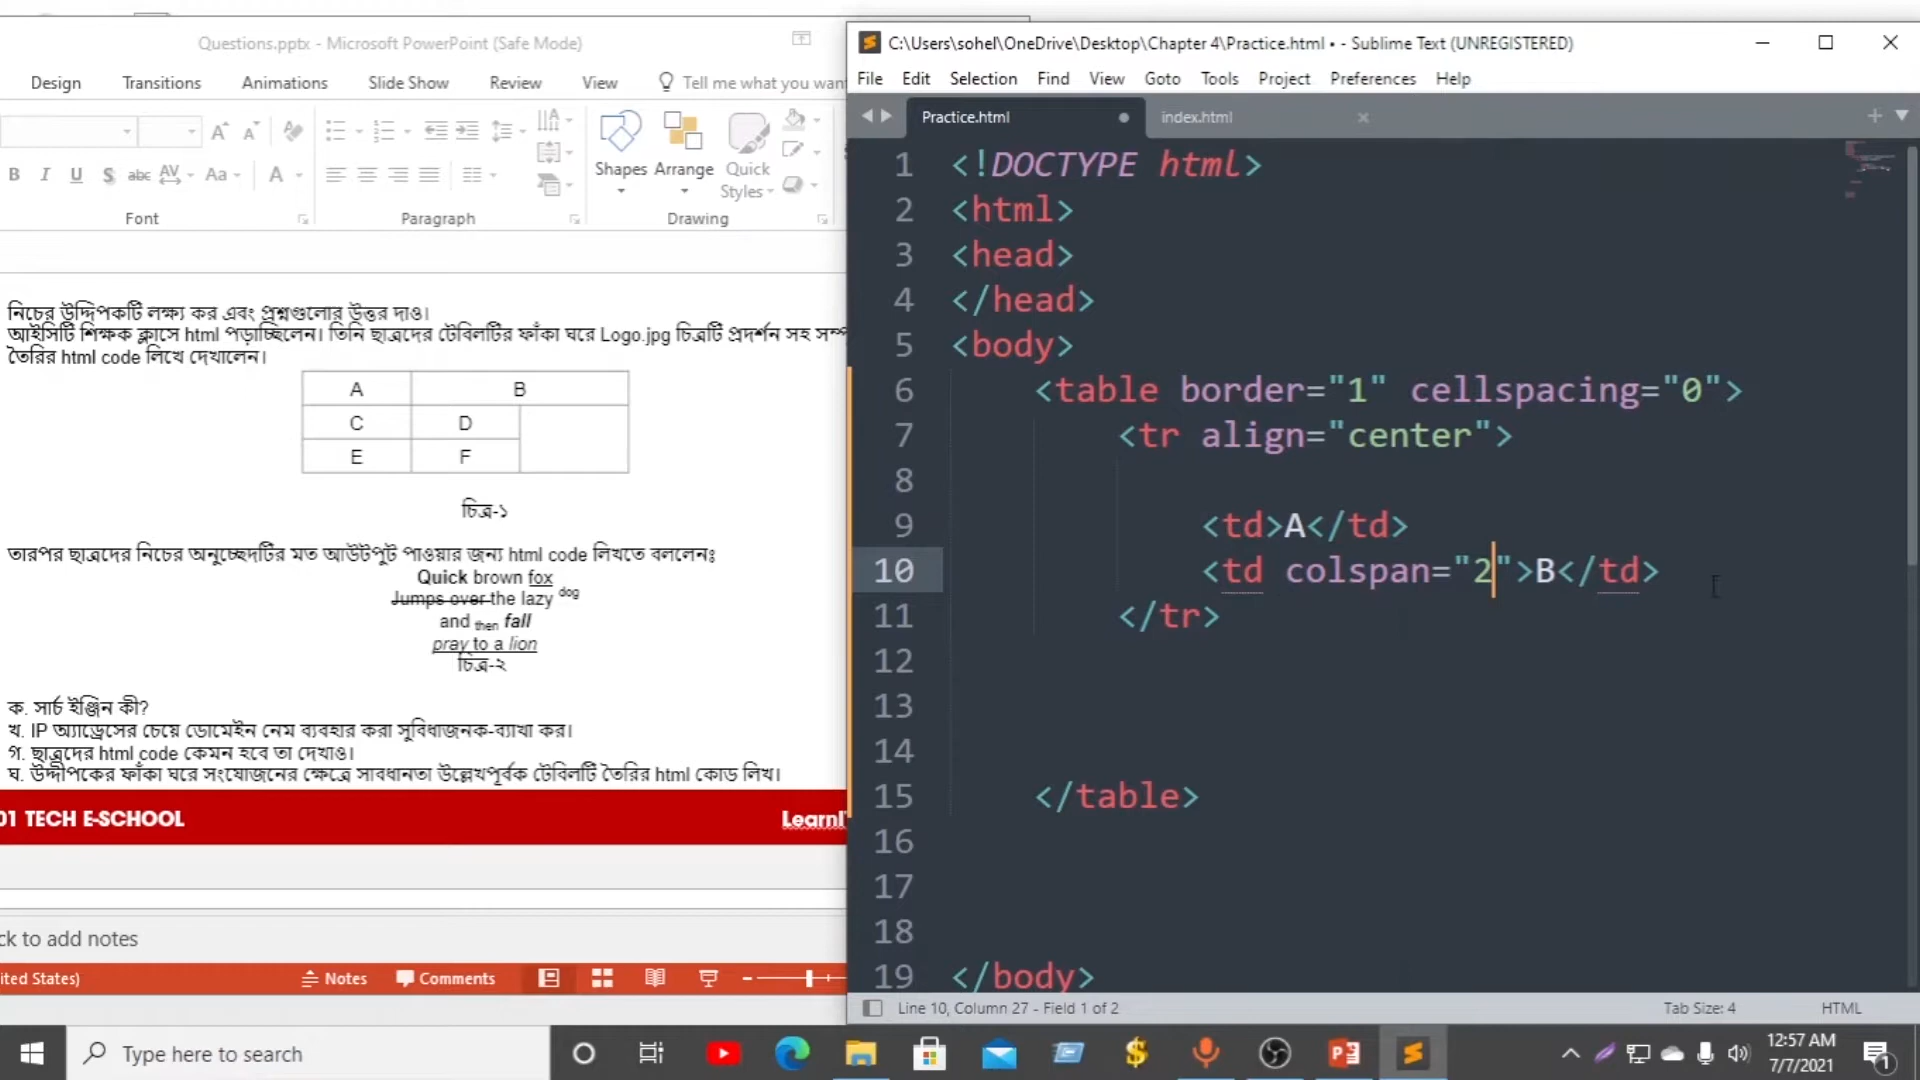 Questions.pptx - Microsoft PowerPoint (Safe Mode)
Design Transitions Animations Slide Show Review View Tell me what you wan
B I U S abc AV Aa A
Shapes Arrange Quick Styles
Font Paragraph Drawing
নিচের উদ্দিপকটি লক্ষ্য কর এবং প্রশ্নগুলোর উত্তর দাও।
আইসিটি শিক্ষক ক্লাসে html পড়াচ্ছিলেন। তিনি ছাত্রদের টেবিলটির ফাঁকা ঘরে Logo.jpg চিত্রটি প্রদর্শন সহ সম্প
তৈরির html code লিখে দেখালেন।
A B
C D
E F
চিত্র-১
তারপর ছাত্রদের নিচের অনুচ্ছেদটির মত আউটপুট পাওয়ার জন্য html code লিখতে বললেনঃ
Quick brown fox
Jumps over the lazy dog
and then fall
pray to a lion
চিত্র-২
ক. সার্চ ইঞ্জিন কী?
খ. IP অ্যাড্রেসের চেয়ে ডোমেইন নেম ব্যবহার করা সুবিধাজনক-ব্যাখা কর।
গ. ছাত্রদের html code কেমন হবে তা দেখাও।
ঘ. উদ্দীপকের ফাঁকা ঘরে সংযোজনের ক্ষেত্রে সাবধানতা উল্লেখপূর্বক টেবিলটি তৈরির html কোড লিখ।
01 TECH E-SCHOOL LearnI
ck to add notes
ited States) Notes Comments
C:\Users\sohel\OneDrive\Desktop\Chapter 4\Practice.html • - Sublime Text (UNREGISTERED)
File Edit Selection Find View Goto Tools Project Preferences Help
Practice.html index.html
1 <!DOCTYPE html>
2 <html>
3 <head>
4 </head>
5 <body>
6 <table border="1" cellspacing="0">
7 <tr align="center">
8
9 <td>A</td>
10 <td colspan="2">B</td>
11 </tr>
12
13
14
15 </table>
16
17
18
19 </body>
Line 10, Column 27 - Field 1 of 2 Tab Size: 4 HTML
Type here to search
12:57 AM
7/7/2021
1